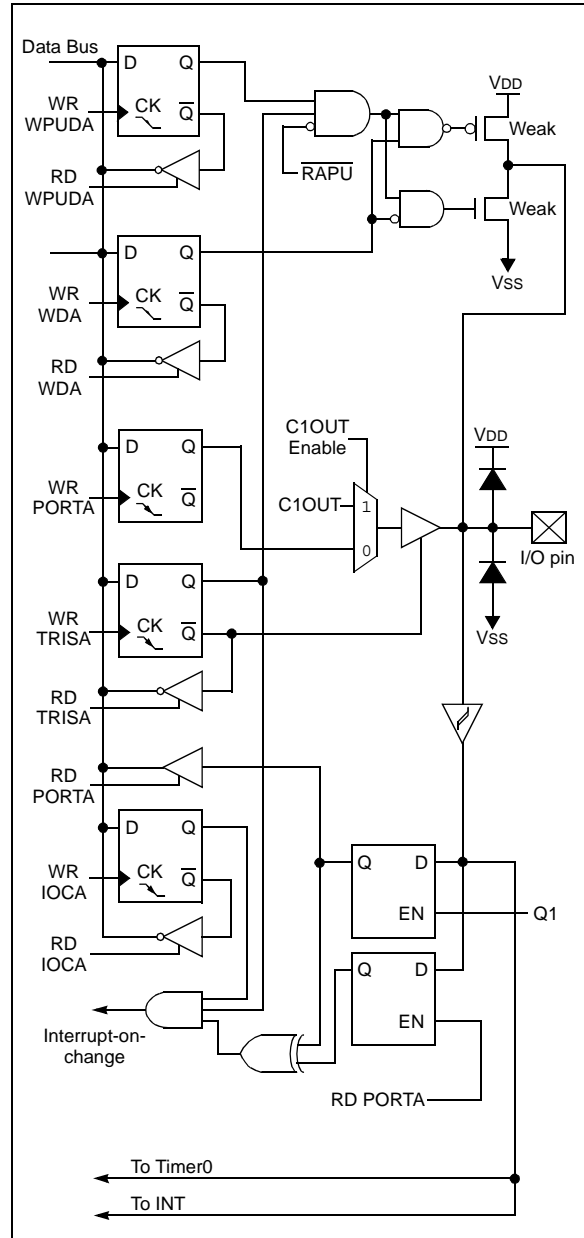 Data Bus
D Q
VDD
WR
WPUDA
CK Q
Weak
RD
WPUDA
RAPU
Weak
D Q
VSS
WR
WDA
CK Q
RD
WDA
C1OUT
Enable
D Q
VDD
WR
PORTA
CK Q
C1OUT
1
0
I/O pin
D Q
WR
TRISA
CK Q
VSS
RD
TRISA
RD
PORTA
D Q
Q D
WR
IOCA
CK Q
EN
Q1
RD
IOCA
Q D
EN
Interrupt-on-
change
RD PORTA
To Timer0
To INT